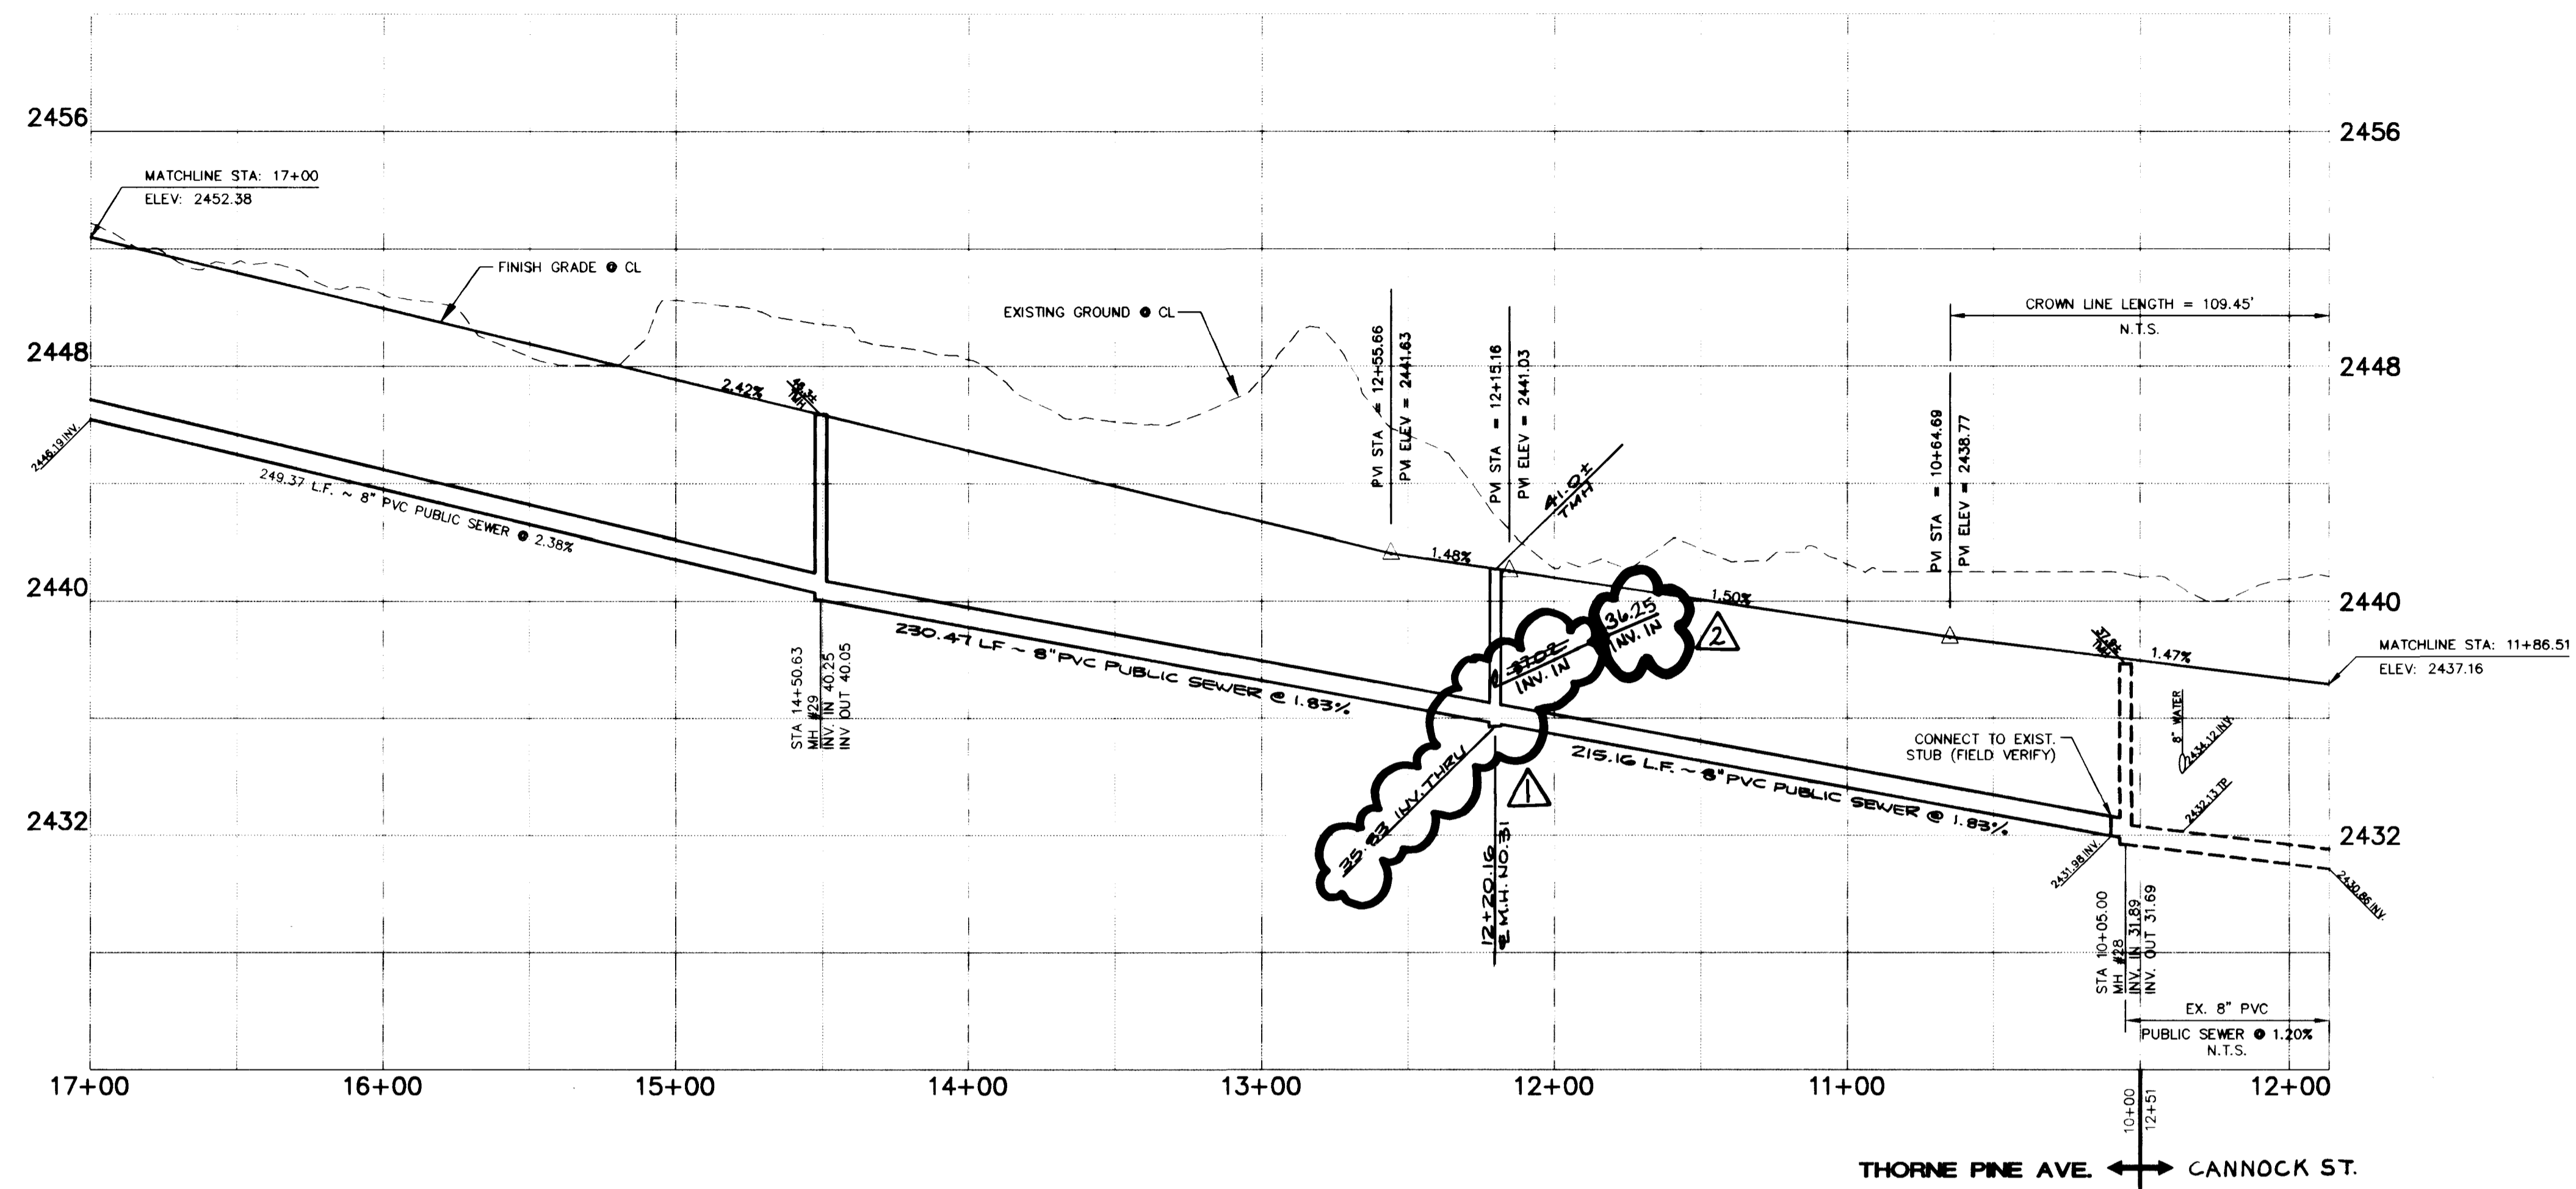 2456
2456
MATCHLINE STA: 17+00
ELEV: 2452.38
FINISH GRADE @ CL
EXISTING GROUND @ CL
CROWN LINE LENGTH = 109.45'
N.T.S.
2448
2448
PVI STA = 12+55.66
PVI ELEV = 2441.63
PVI STA = 12+15.16
PVI ELEV = 2441.03
PVI STA = 10+64.69
PVI ELEV = 2438.77
2.42%
TMH
2446.19 INV.
249.37 L.F. ~ 8" PVC PUBLIC SEWER @ 2.38%
41.0±
TMH
1.48%
1.50%
2440
2440
36.25
INV. IN
2
37.02
INV. IN
230.47 LF ~ 8" PVC PUBLIC SEWER @ 1.83%
STA 14+50.63
MH #29
INV. IN 40.25
INV OUT 40.05
TMH
1.47%
MATCHLINE STA: 11+86.51
ELEV: 2437.16
8" WATER
2434.12 INV.
CONNECT TO EXIST.
STUB (FIELD VERIFY)
215.16 L.F. ~ 8" PVC PUBLIC SEWER @ 1.83%
1
35.83 INV. THRU
2432.13 TP
2432
2432
2431.98 INV.
2430.86 INV.
12+20.16
℄ M.H. NO. 31
STA 10+05.00
MH #28
INV. IN 31.89
INV. OUT 31.69
EX. 8" PVC
PUBLIC SEWER @ 1.20%
N.T.S.
17+00
16+00
15+00
14+00
13+00
12+00
11+00
12+00
10+00
12+51
THORNE PINE AVE.
CANNOCK ST.